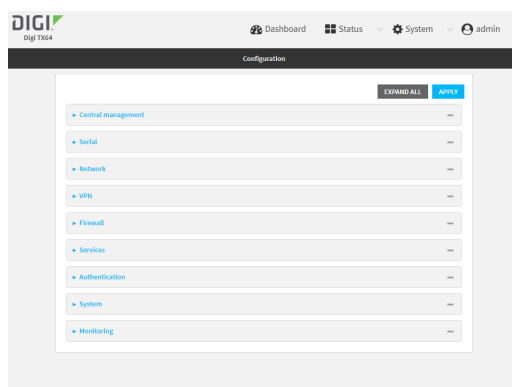 DIGI
Digi TX64
Dashboard Status System admin
Configuration
EXPAND ALL APPLY
Central management
Serial
Network
VPN
Firewall
Services
Authentication
System
Monitoring